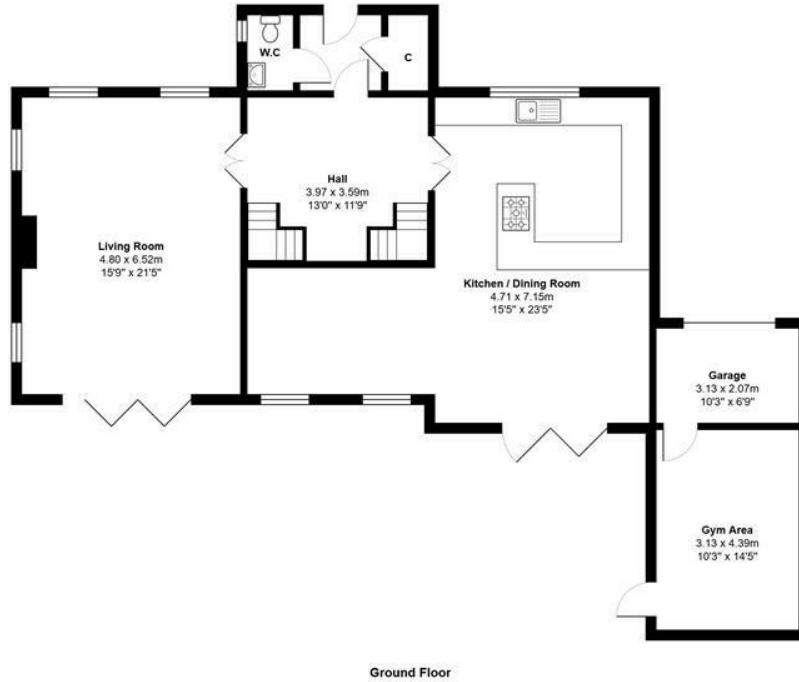 W.C
C
Hall
3.97 x 3.59m
13'0" x 11'9"
Living Room
4.80 x 6.52m
15'9" x 21'5"
Kitchen / Dining Room
4.71 x 7.15m
15'5" x 23'5"
Garage
3.13 x 2.07m
10'3" x 6'9"
Gym Area
3.13 x 4.39m
10'3" x 14'5"
Ground Floor